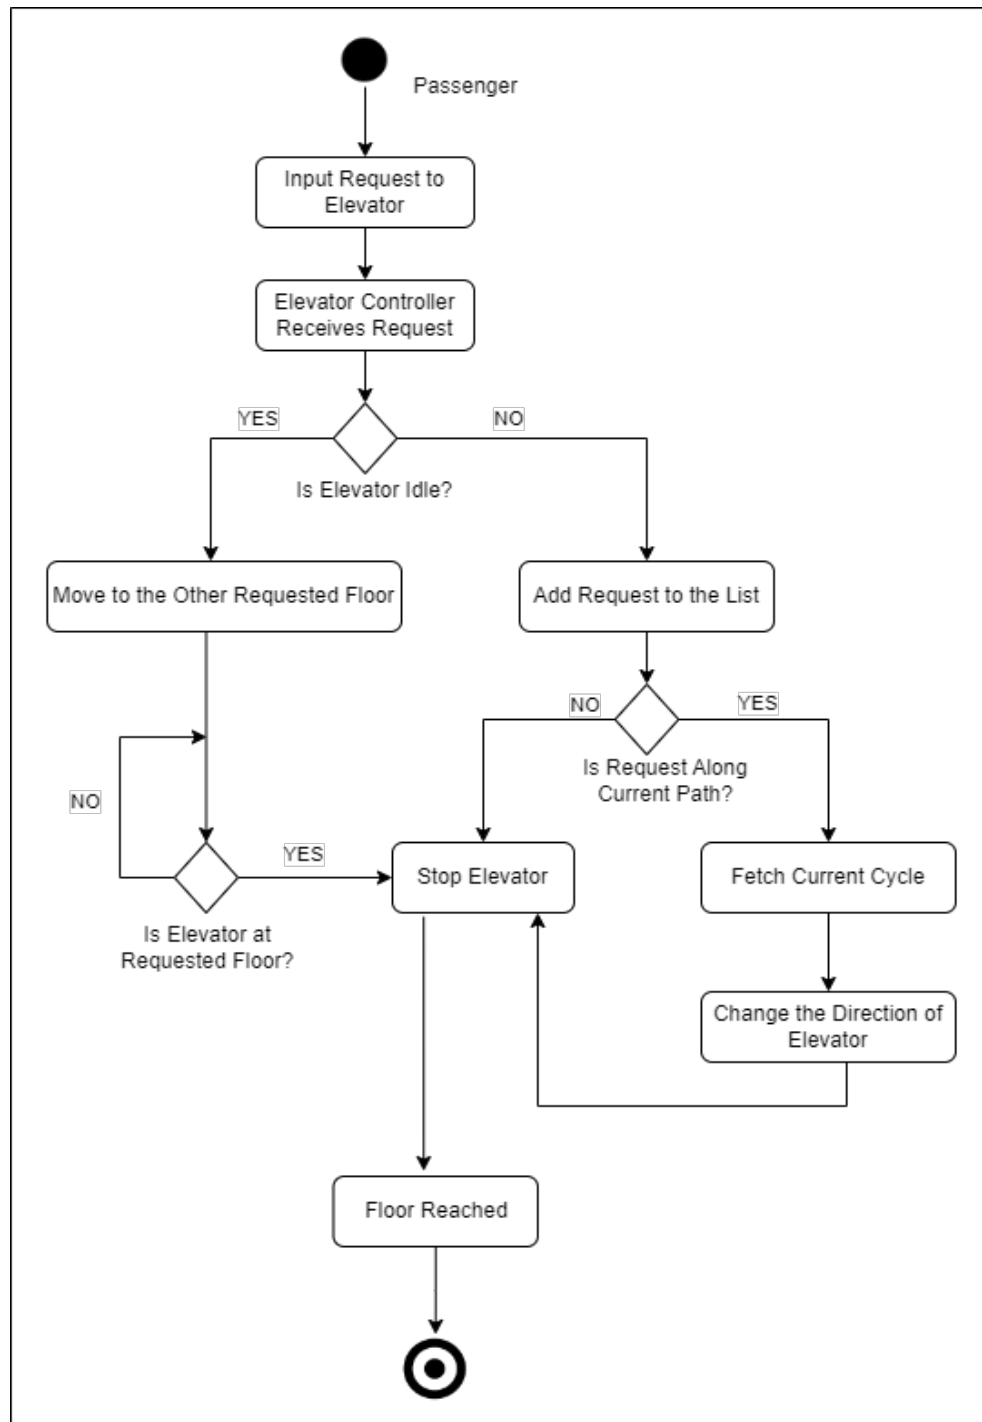 Passenger
Input Request to
Elevator
Elevator Controller
Receives Request
YES
NO
Is Elevator Idle?
Move to the Other Requested Floor
Add Request to the List
NO
YES
Is Request Along
Current Path?
NO
YES
Stop Elevator
Fetch Current Cycle
Is Elevator at
Requested Floor?
Change the Direction of
Elevator
Floor Reached